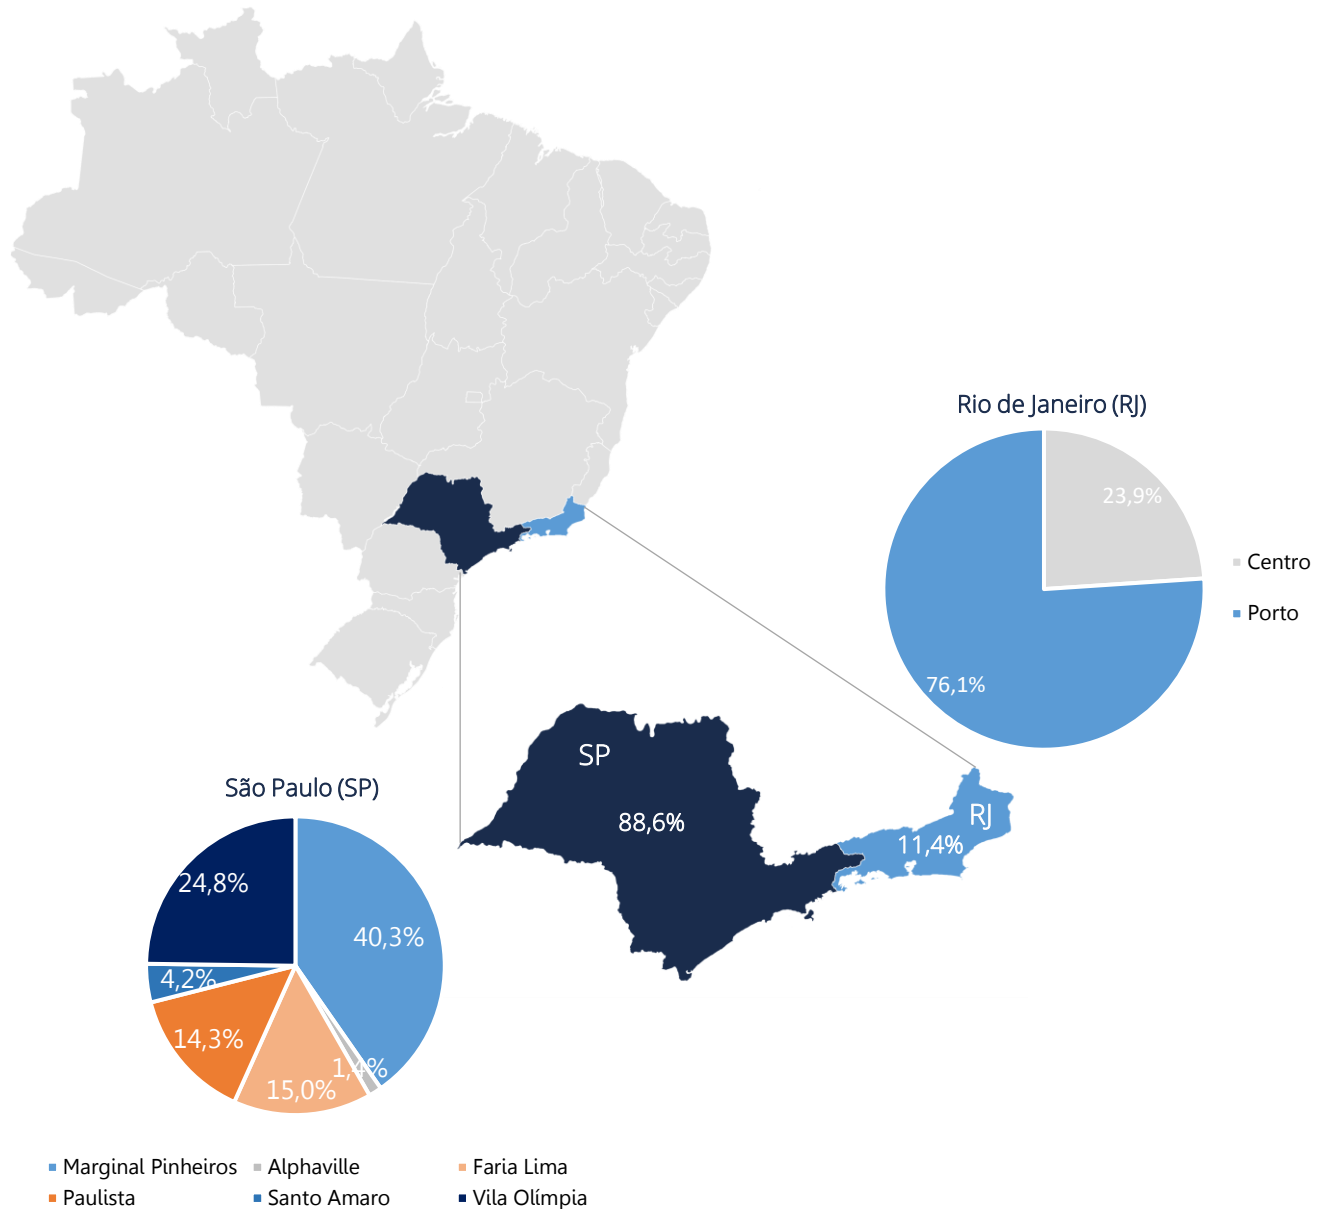 Rio de Janeiro (RJ)
23,9%
76,1%
Centro
Porto
SP
88,6%
RJ
11,4%
São Paulo (SP)
24,8%
40,3%
4,2%
14,3%
1,4%
15,0%
Marginal Pinheiros Alphaville Faria Lima
Paulista Santo Amaro Vila Olímpia